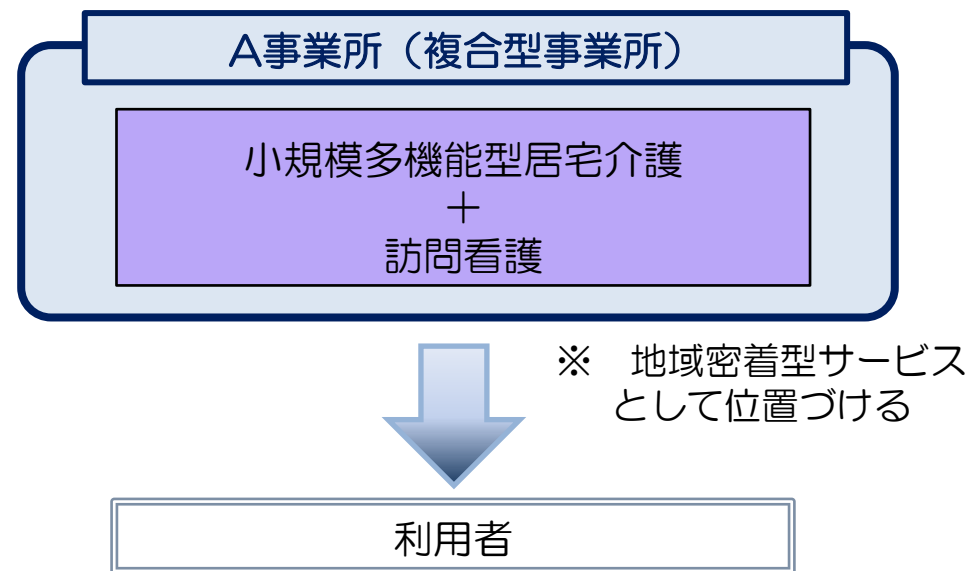 A事業所（複合型事業所）
小規模多機能型居宅介護
＋
訪問看護
※　地域密着型サービス
として位置づける
利用者